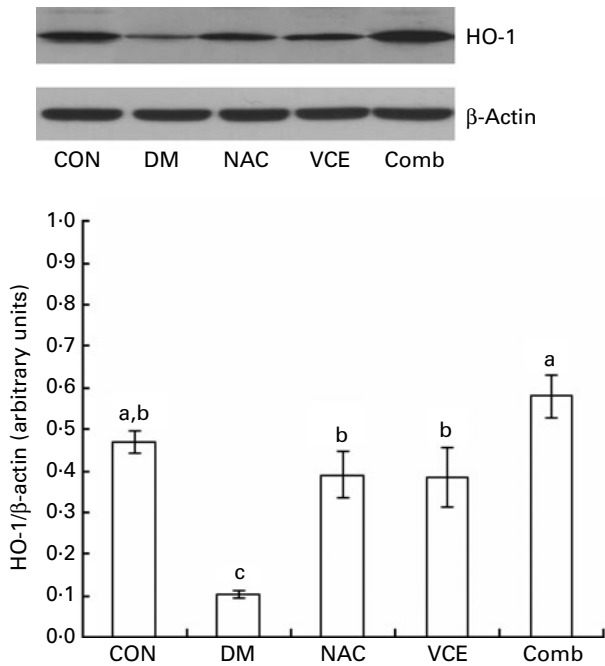 HO-1
β-Actin
CON DM NAC VCE Comb
HO-1/β-actin (arbitrary units)
1·0
0·9
0·8
0·7
0·6
0·5
0·4
0·3
0·2
0·1
0·0
a,b
c
b
b
a
CON DM NAC VCE Comb